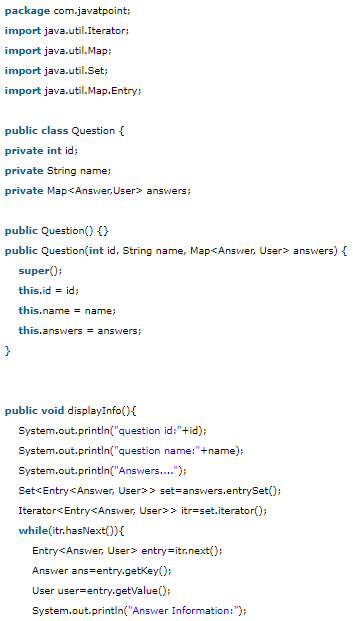 package com.javatpoint;
import java.util.Iterator;
import java.util.Map;
import java.util.Set;
import java.util.Map.Entry;
public class Question {
private int id;
private String name;
private Map<Answer,User> answers;
public Question() {}
public Question(int id, String name, Map<Answer, User> answers) {
super();
this.id = id;
this.name = name;
this.answers = answers;
}
public void displayInfo(){
System.out.println("question id:"+id);
System.out.println("question name:"+name);
System.out.println("Answers....");
Set<Entry<Answer, User>> set=answers.entrySet();
Iterator<Entry<Answer, User>> itr=set.iterator();
while(itr.hasNext()){
Entry<Answer, User> entry=itr.next();
Answer ans=entry.getKey();
User user=entry.getValue();
System.out.println("Answer Information:");